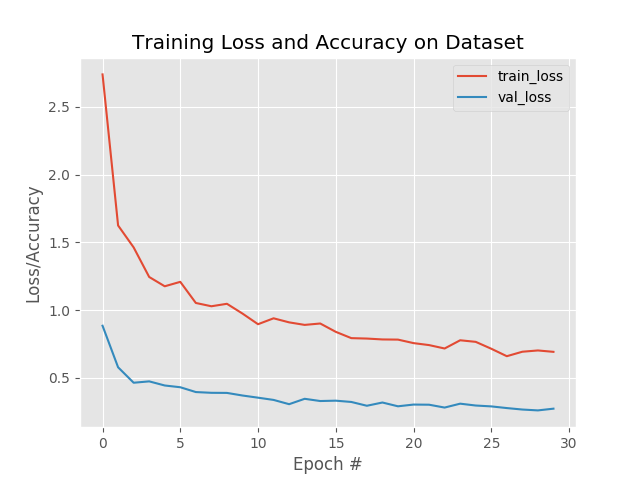 Training Loss and Accuracy on Dataset
train_loss
val_loss
Loss/Accuracy
2.5
2.0
1.5
1.0
0.5
0 5 10 15 20 25 30
Epoch #